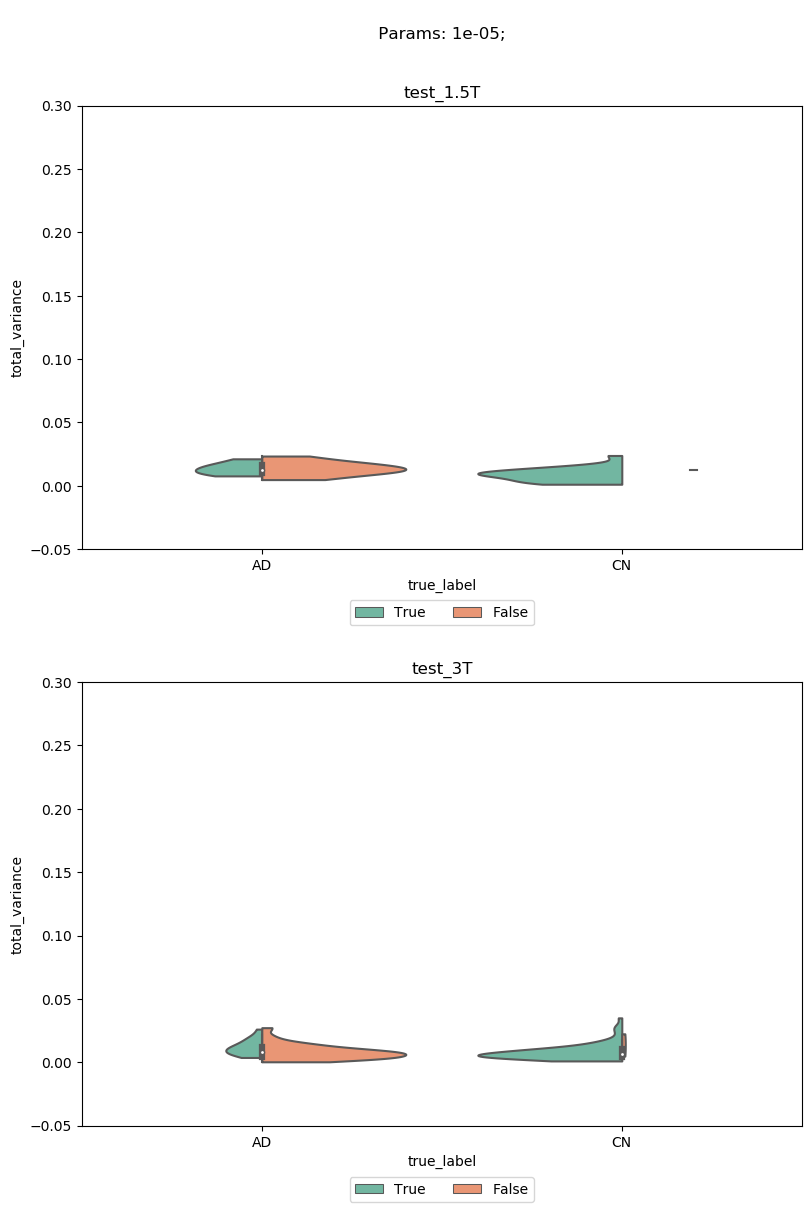 Params: 1e-05;
test_1.5T
0.30
0.25
0.20
0.15
0.10
0.05
0.00
−0.05
total_variance
AD CN
true_label
True False
test_3T
0.30
0.25
0.20
0.15
0.10
0.05
0.00
−0.05
total_variance
AD CN
true_label
True False